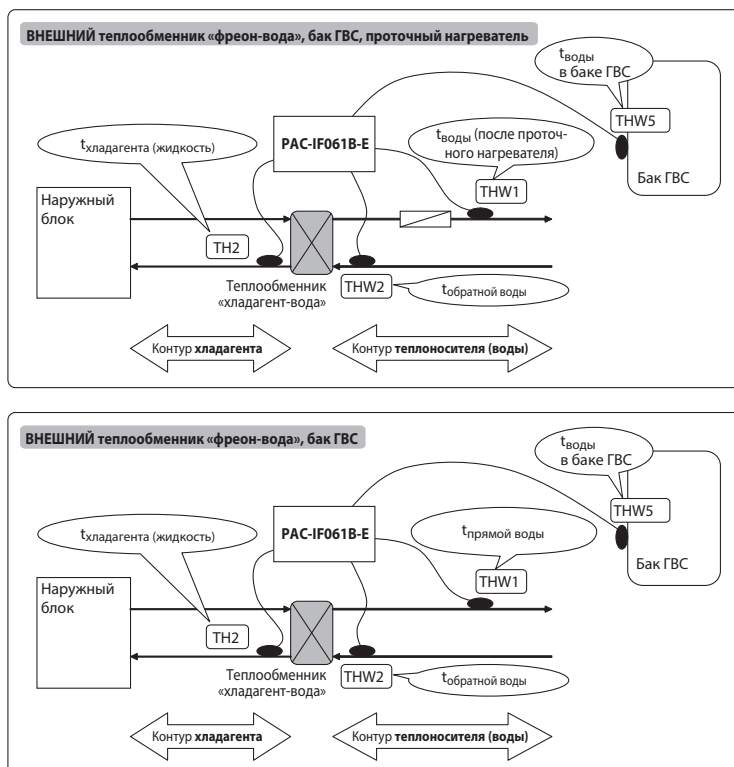 ВНЕШНИЙ теплообменник «фреон-вода», бак ГВС, проточный нагреватель
tводы
в баке ГВС
THW5
Бак ГВС
PAC-IF061B-E
tводы (после проточ-
ного нагревателя)
THW1
tхладагента (жидкость)
Наружный
блок
TH2
Теплообменник
«хладагент-вода»
THW2
tобратной воды
Контур хладагента
Контур теплоносителя (воды)
ВНЕШНИЙ теплообменник «фреон-вода», бак ГВС
tводы
в баке ГВС
THW5
Бак ГВС
PAC-IF061B-E
tпрямой воды
THW1
tхладагента (жидкость)
Наружный
блок
TH2
Теплообменник
«хладагент-вода»
THW2
tобратной воды
Контур хладагента
Контур теплоносителя (воды)